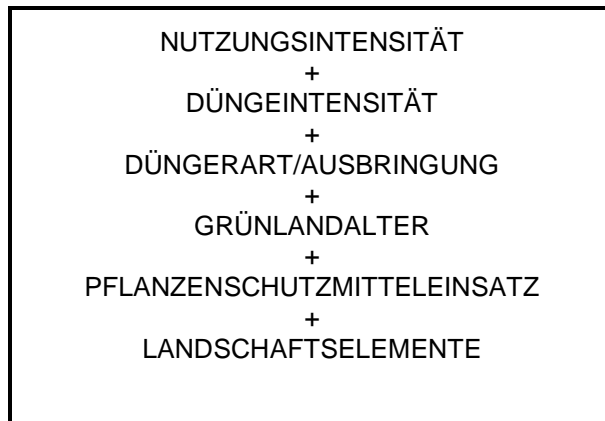 NUTZUNGSINTENSITÄT
+
DÜNGEINTENSITÄT
+
DÜNGERART/AUSBRINGUNG
+
GRÜNLANDALTER
+
PFLANZENSCHUTZMITTELEINSATZ
+
LANDSCHAFTSELEMENTE